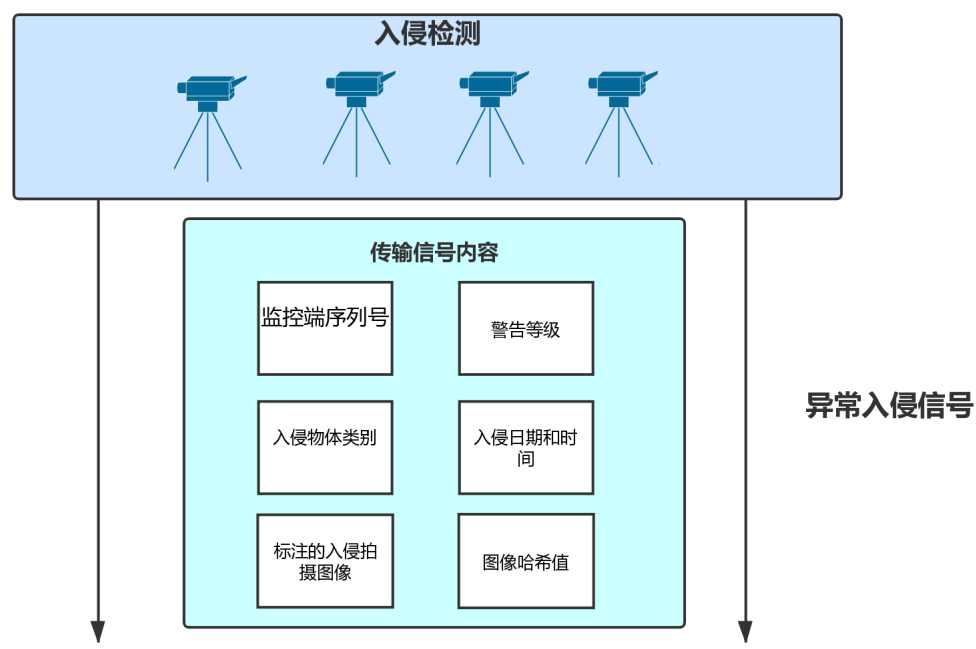 入侵检测
传输信号内容
监控端序列号
警告等级
异常入侵信号
入侵物体类别
入侵日期和时
间
标注的入侵拍
摄图像
图像哈希值